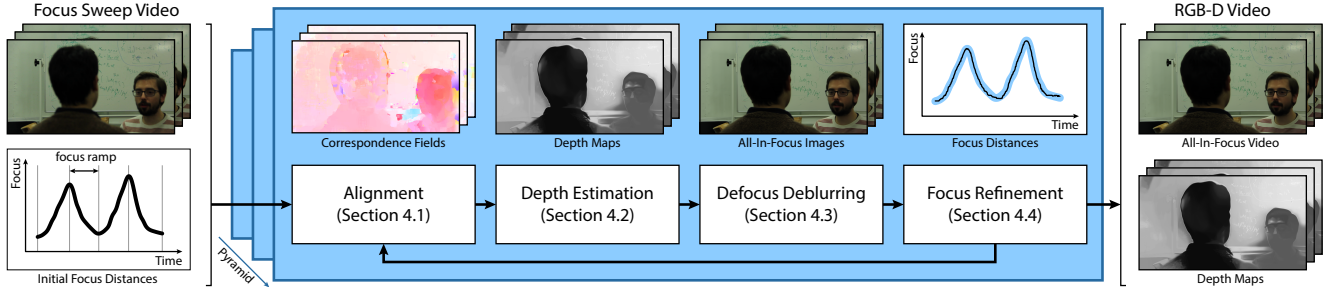 Focus Sweep Video
focus ramp
Focus
Time
Initial Focus Distances
Pyramid
Correspondence Fields
Depth Maps
All-In-Focus Images
Focus
Time
Focus Distances
Alignment
(Section 4.1)
Depth Estimation
(Section 4.2)
Defocus Deblurring
(Section 4.3)
Focus Refinement
(Section 4.4)
RGB-D Video
All-In-Focus Video
Depth Maps